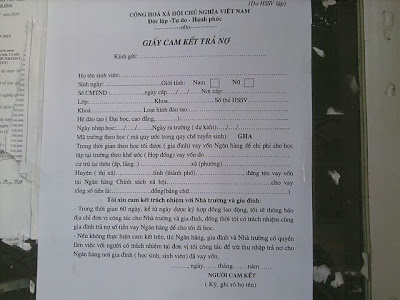 (Do HSSV lập)
CỘNG HOÀ XÃ HỘI CHỦ NGHĨA VIỆT NAM
Độc lập -Tự do - Hạnh phúc
-----o0o-----
GIẤY CAM KẾT TRẢ NỢ
Kính gửi:
Họ tên sinh viên:
Sinh ngày: Giới tính: Nam Nữ
Số CMTND ngày cấp / / Nơi cấp:
Lớp: Khoa Số thẻ HSSV
Khoá Loại hình đào tạo:
Hệ đào tạo ( Đại học, cao đẳng,...):
Ngày nhập học: / / Ngày ra trường ( dự kiến): / /
Mã trường theo học ( mã quy ước trong quy chế tuyển sinh): GHA
Trong thời gian theo học tôi được ( gia đình) vay vốn Ngân hàng để chi phí cho học
tập tại trường theo khế ước ( Hợp đồng) vay vốn do
cư trú tại thôn (ấp, làng) xã (phường)
Huyện ( thị xã) tỉnh (thành phố) đứng tên vay vốn
tại Ngân hàng Chính sách xã hội cho vay
tổng số tiền là: đồng(bằng chữ )
Tôi xin cam kết trách nhiệm với Nhà trường và gia đình:
- Trong thời gian 60 ngày, kể từ ngày được ký hợp đồng lao động, tôi sẽ thông báo
địa chỉ đơn vị công tác cho Nhà trường và gia đình, đồng thời tôi có trách nhiệm cùng
gia đình trả nợ số tiền vay Ngân hàng để cho tôi đi học.
- Nếu không thực hiện cam kết trên, thì Ngân hàng, gia đình và Nhà trường có quyền
làm việc với người có trách nhiệm tại đơn vị tôi công tác để trừ thu nhập trả nợ cho
Ngân hàng nơi gia đình ( học sinh, sinh viên) đã vay vốn.
ngày tháng năm
NGƯỜI CAM KẾT
( Ký, ghi rõ họ tên)